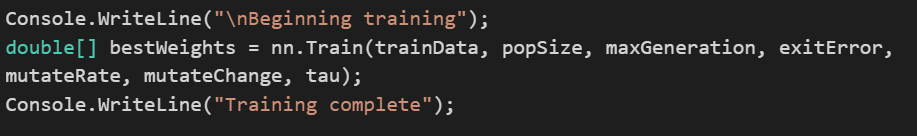 Console.WriteLine("\nBeginning training");
double[] bestWeights = nn.Train(trainData, popSize, maxGeneration, exitError,
mutateRate, mutateChange, tau);
Console.WriteLine("Training complete");